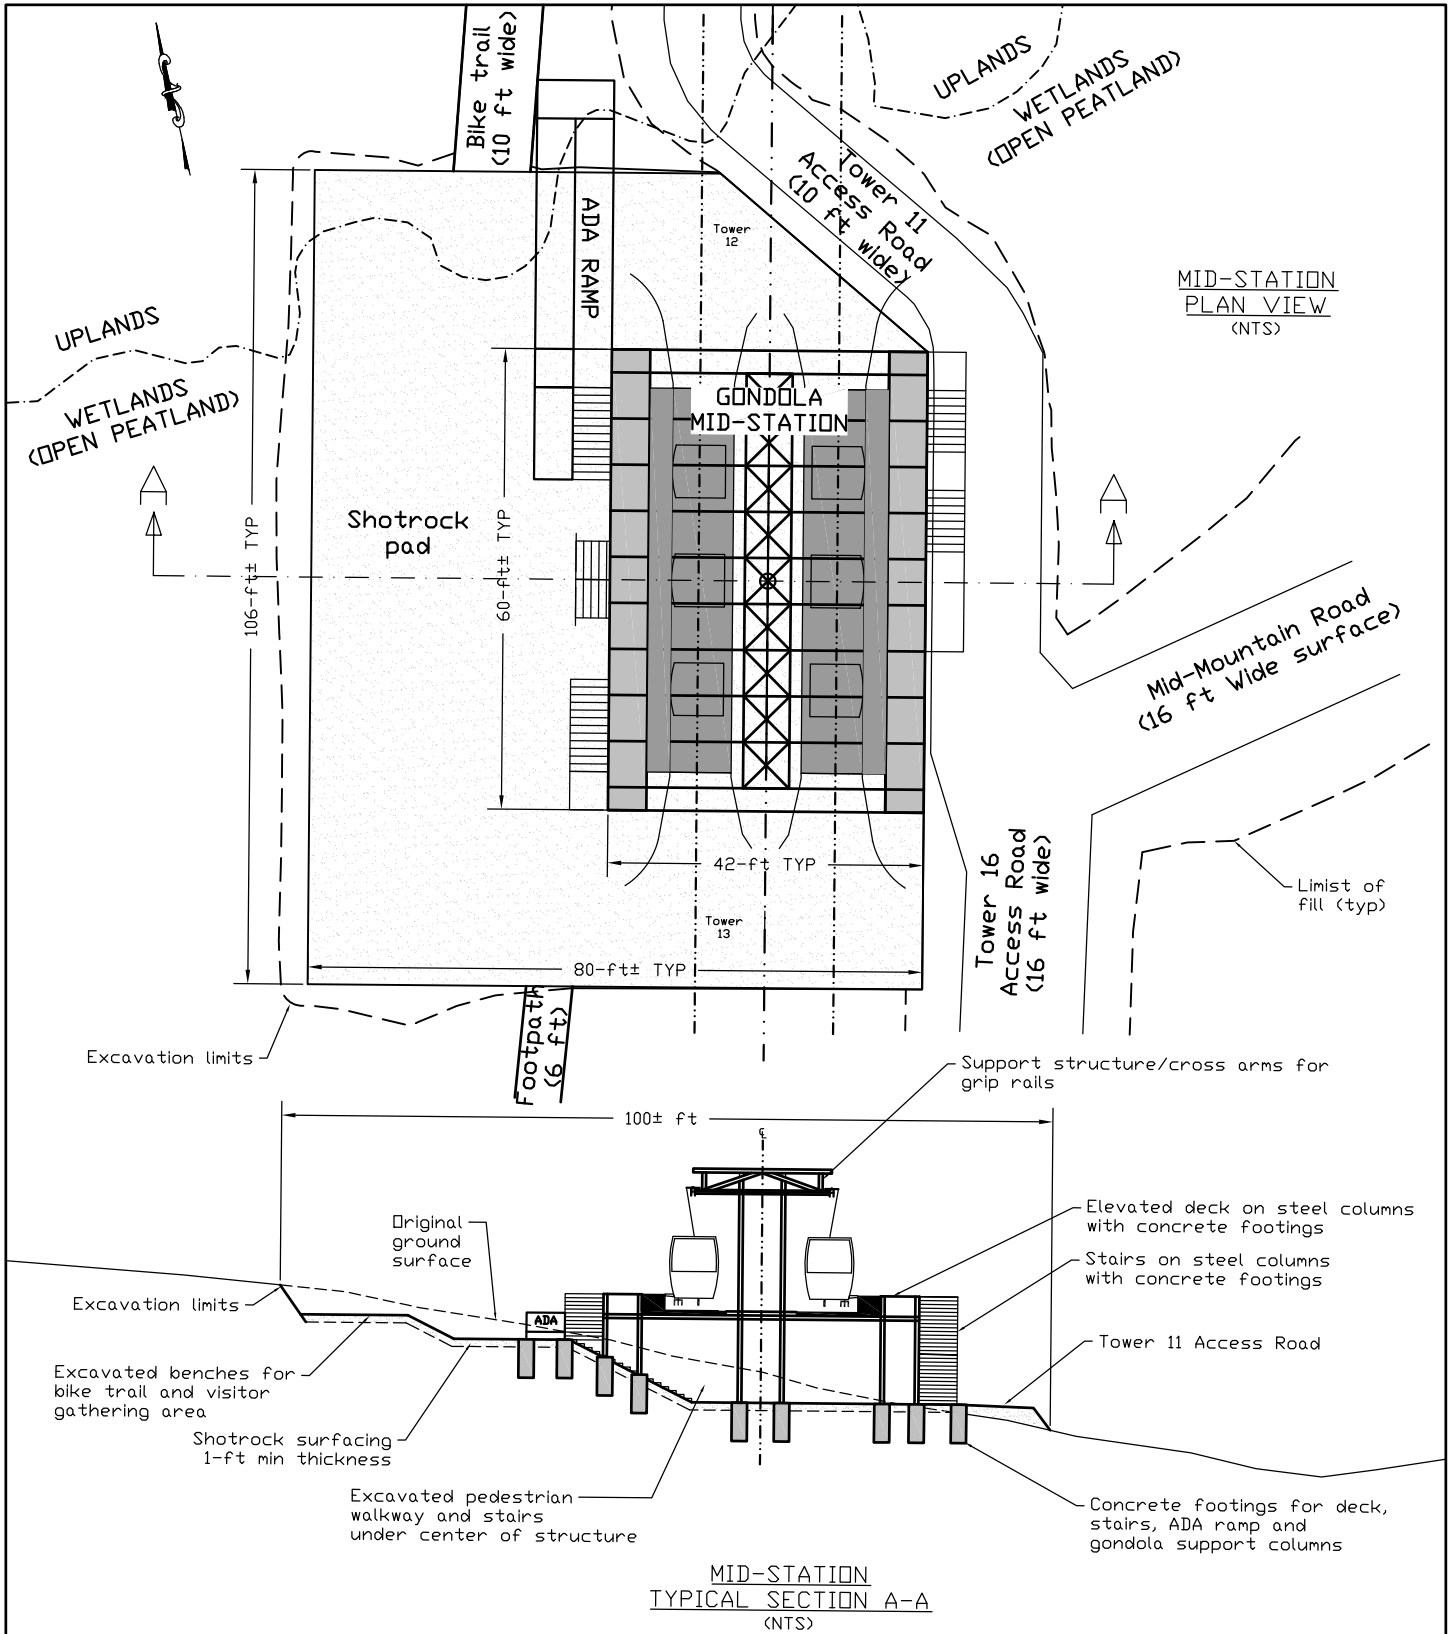 Bike trail
(10 ft wide)
UPLANDS
WETLANDS
(OPEN PEATLAND)
Tower 11
Access Road
(10 ft wide)
ADA RAMP
Tower
12
MID-STATION
PLAN VIEW
(NTS)
UPLANDS
WETLANDS
(OPEN PEATLAND)
GONDOLA
MID-STATION
A
A
Shotrock
pad
106-ft± TYP
60-ft± TYP
Mid-Mountain Road
(16 ft Wide surface)
42-ft TYP
Tower 16
Access Road
(16 ft wide)
Limist of
fill (typ)
Tower
13
80-ft± TYP
Footpath
(6 ft)
Excavation limits
Support structure/cross arms for
grip rails
100± ft
℄
Original
ground
surface
Elevated deck on steel columns
with concrete footings
Stairs on steel columns
with concrete footings
Excavation limits
ADA
Tower 11 Access Road
Excavated benches for
bike trail and visitor
gathering area
Shotrock surfacing
1-ft min thickness
Excavated pedestrian
walkway and stairs
under center of structure
Concrete footings for deck,
stairs, ADA ramp and
gondola support columns
MID-STATION
TYPICAL SECTION A-A
(NTS)